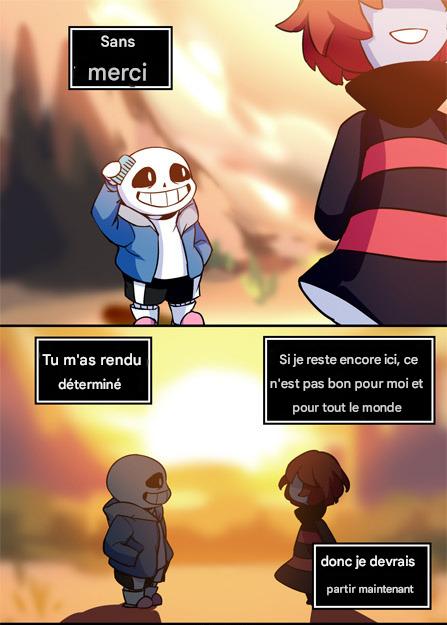 Sans
merci
Tu m'as rendu
déterminé
Si je reste encore ici, ce
n'est pas bon pour moi et
pour tout le monde
donc je devrais
partir maintenant